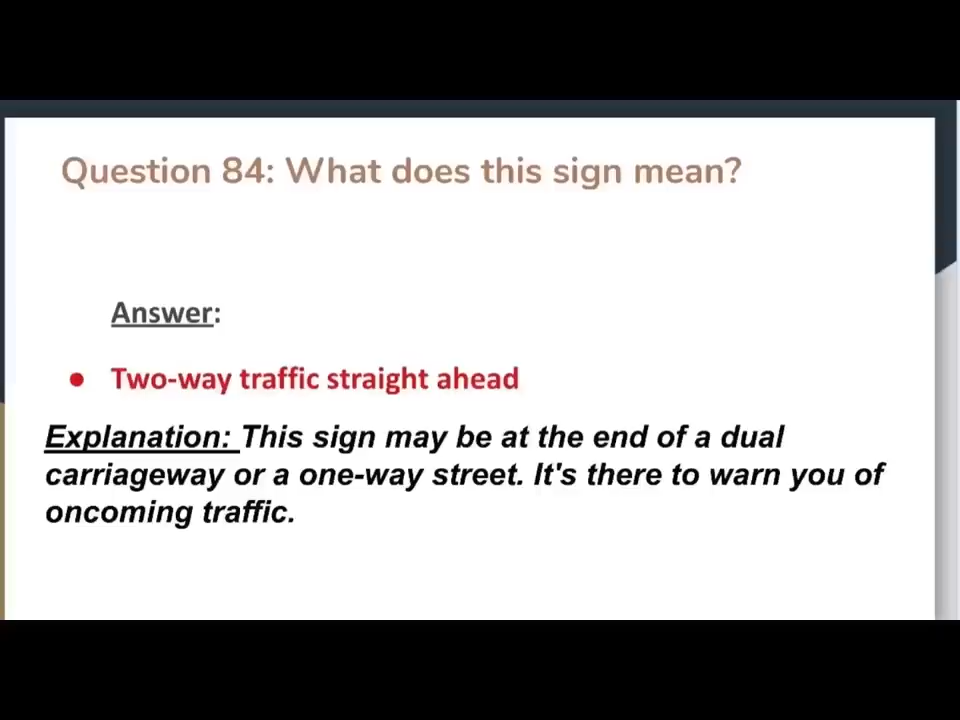 Question 84: What does this sign mean?
Answer:
● Two-way traffic straight ahead
Explanation: This sign may be at the end of a dual
carriageway or a one-way street. It's there to warn you of
oncoming traffic.